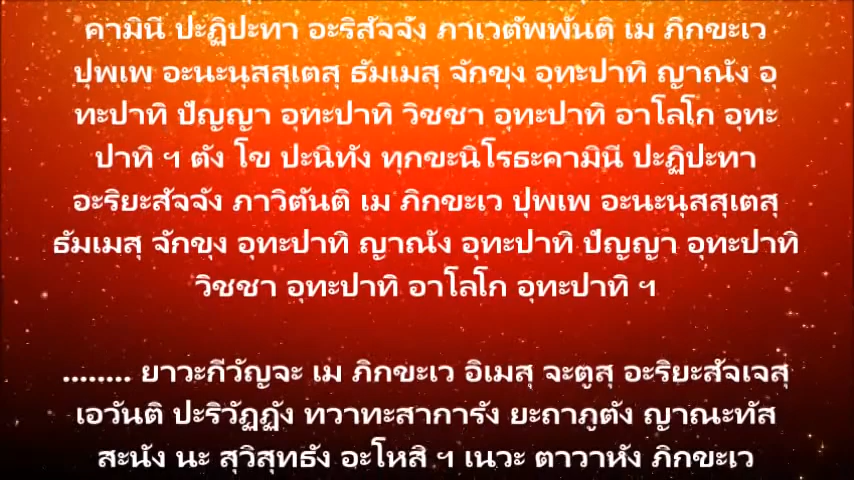 คามินี ปะฏิปะทา อะริสัจจัง ภาเวตัพพันติ เม ภิกขะเว
ปุพเพ อะนะนุสสุเตสุ ธัมเมสุ จักขุง อุทะปาทิ ญาณัง อุ
ทะปาทิ ปัญญา อุทะปาทิ วิชชา อุทะปาทิ อาโลโก อุทะ
ปาทิ ฯ ตัง โข ปะนิทัง ทุกขะนิโรธะคามินี ปะฏิปะทา
อะริยะสัจจัง ภาวิตันติ เม ภิกขะเว ปุพเพ อะนะนุสสุเตสุ
ธัมเมสุ จักขุง อุทะปาทิ ญาณัง อุทะปาทิ ปัญญา อุทะปาทิ
วิชชา อุทะปาทิ อาโลโก อุทะปาทิ ฯ
........ ยาวะกีวัญจะ เม ภิกขะเว อิเมสุ จะตูสุ อะริยะสัจเจสุ
เอวันติ ปะริวัฏฏัง ทวาทะสาการัง ยะถาภูตัง ญาณะทัส
สะนัง นะ สุวิสุทธัง อะโหสิ ฯ เนวะ ตาวาหัง ภิกขะเว